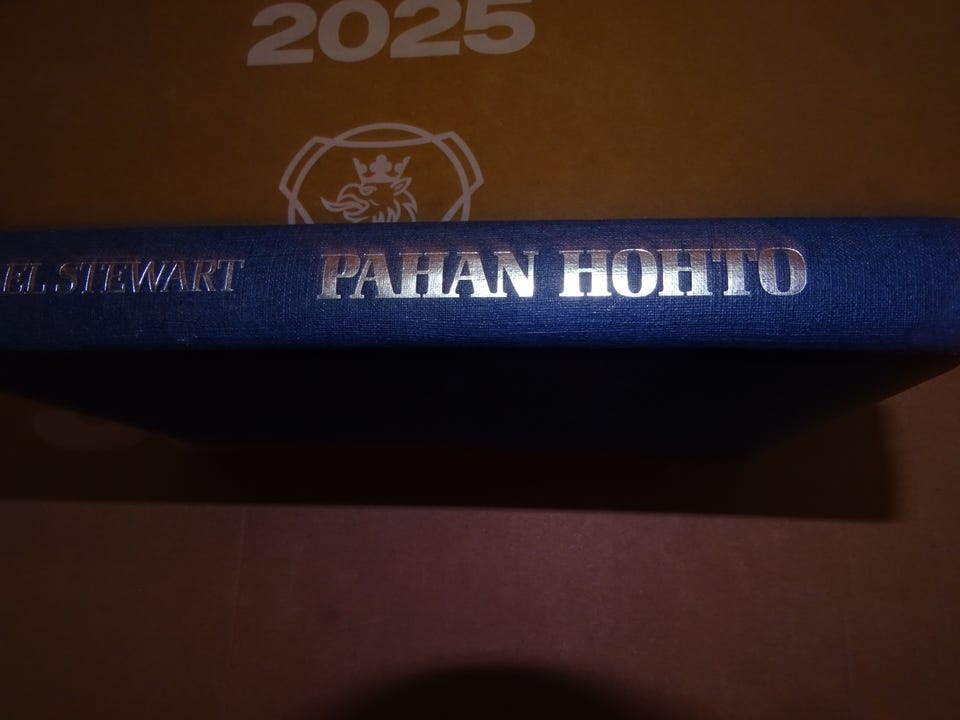 2025
EL STEWART PAHAN HOHTO